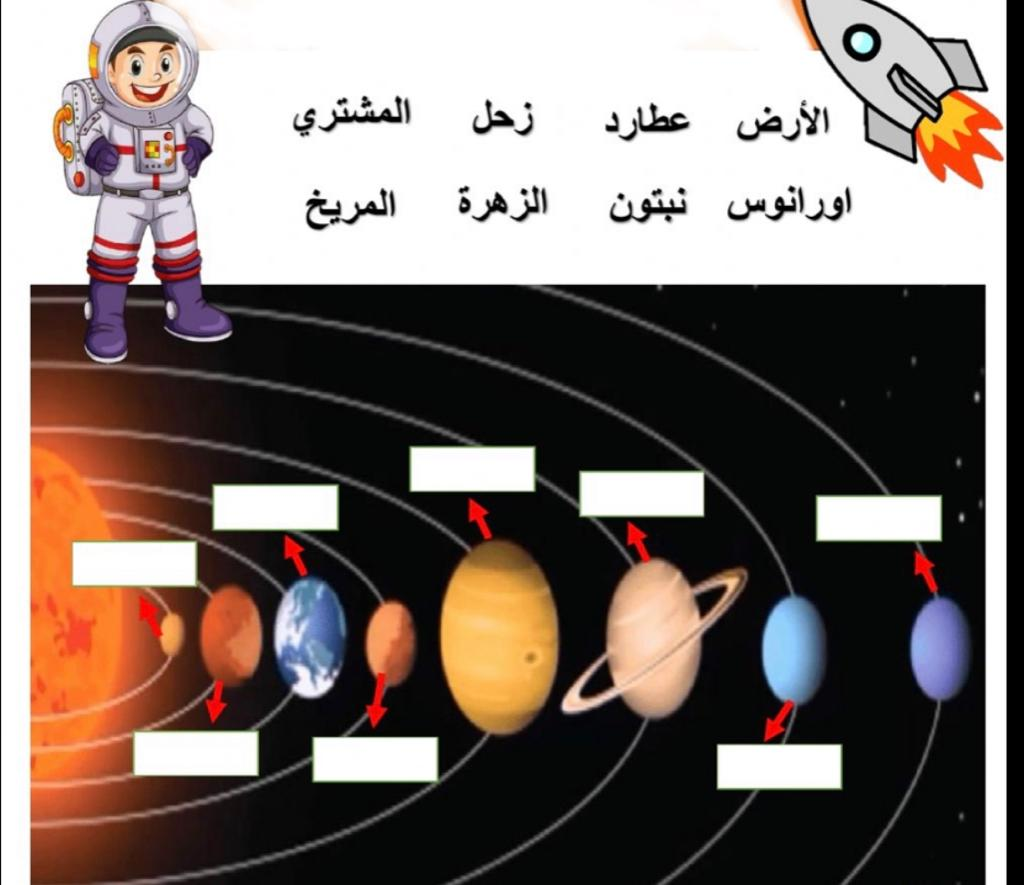 الأرض عطارد زحل المشتري
اورانوس نبتون الزهرة المريخ